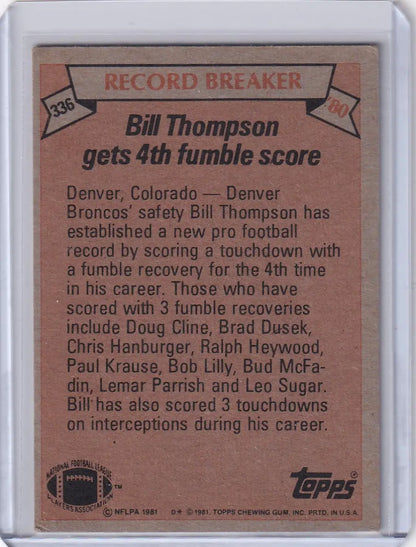 RECORD BREAKER
336
'80
Bill Thompson
gets 4th fumble score
Denver, Colorado — Denver
Broncos' safety Bill Thompson has
established a new pro football
record by scoring a touchdown with
a fumble recovery for the 4th time
in his career. Those who have
scored with 3 fumble recoveries
include Doug Cline, Brad Dusek,
Chris Hanburger, Ralph Heywood,
Paul Krause, Bob Lilly, Bud McFa-
din, Lemar Parrish and Leo Sugar.
Bill has also scored 3 touchdowns
on interceptions during his career.
NATIONAL FOOTBALL LEAGUE
PLAYERS ASSOCIATION
™
topps ®
© NFLPA 1981
D* © 1981, TOPPS CHEWING GUM, INC. PRTD. IN U.S.A.